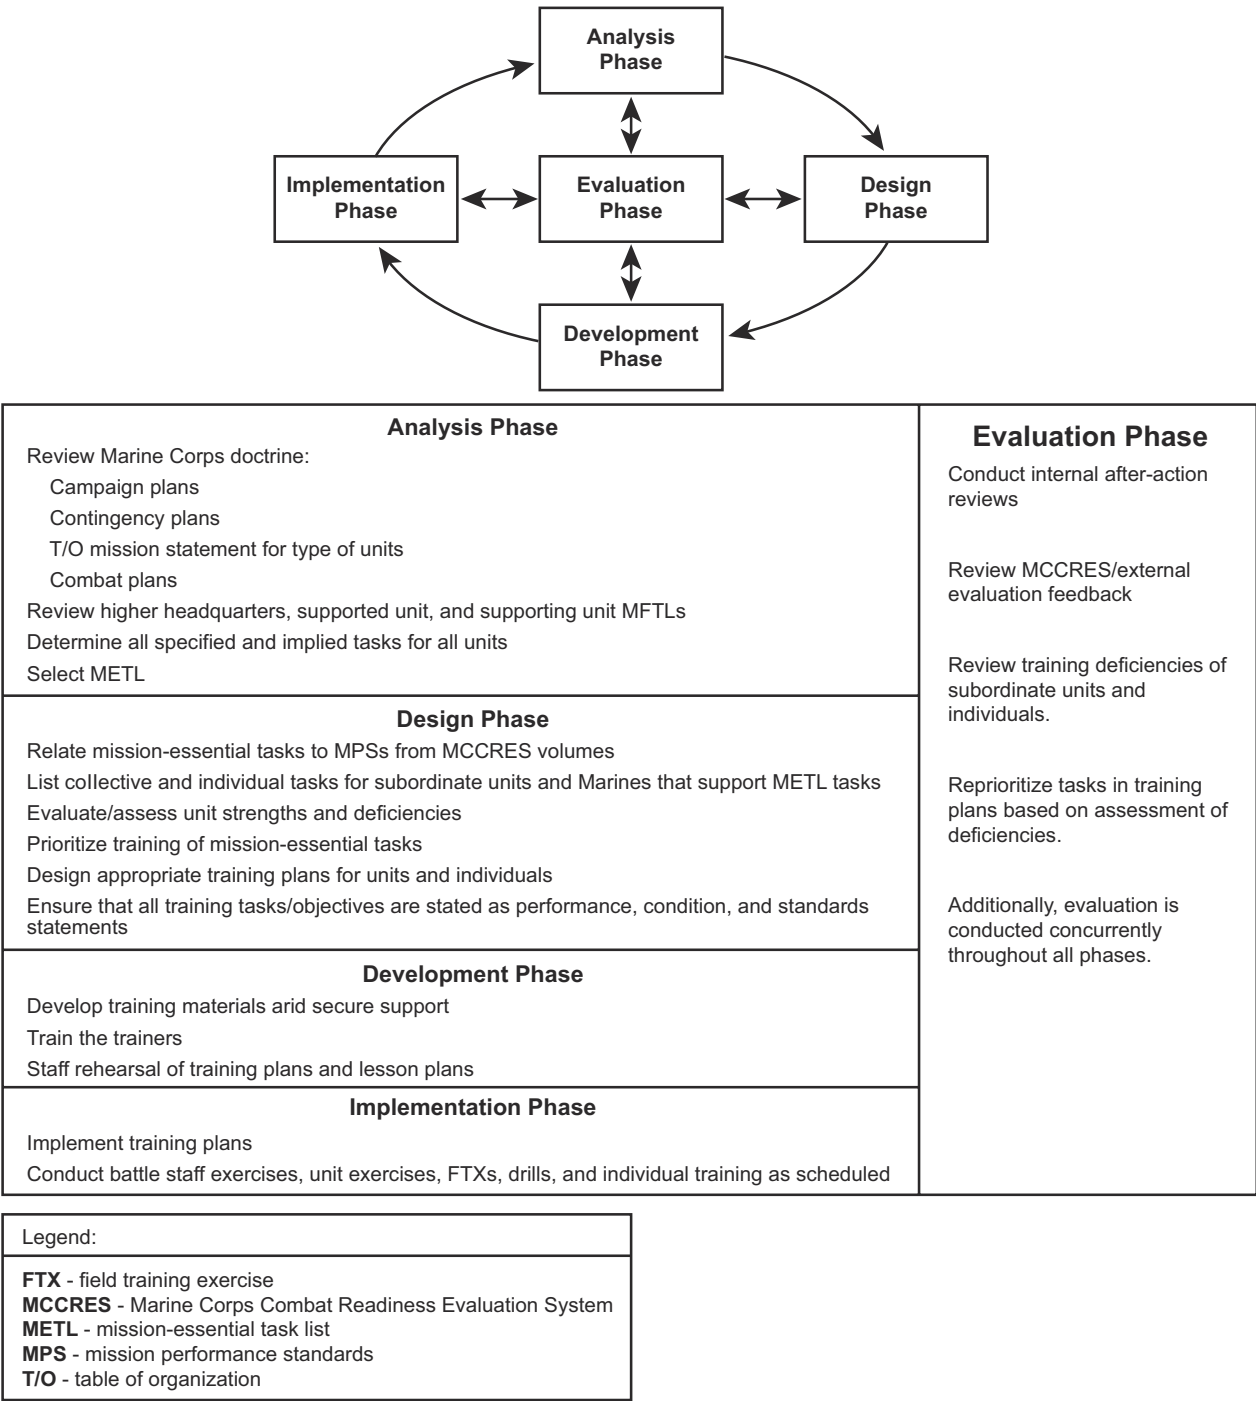 Analysis
Phase
Implementation
Phase
Evaluation
Phase
Design
Phase
Development
Phase
Analysis Phase
Review Marine Corps doctrine:
Campaign plans
Contingency plans
T/O mission statement for type of units
Combat plans
Review higher headquarters, supported unit, and supporting unit MFTLs
Determine all specified and implied tasks for all units
Select METL
Design Phase
Relate mission-essential tasks to MPSs from MCCRES volumes
List collective and individual tasks for subordinate units and Marines that support METL tasks
Evaluate/assess unit strengths and deficiencies
Prioritize training of mission-essential tasks
Design appropriate training plans for units and individuals
Ensure that all training tasks/objectives are stated as performance, condition, and standards
statements
Development Phase
Develop training materials arid secure support
Train the trainers
Staff rehearsal of training plans and lesson plans
Implementation Phase
Implement training plans
Conduct battle staff exercises, unit exercises, FTXs, drills, and individual training as scheduled
Evaluation Phase
Conduct internal after-action
reviews
Review MCCRES/external
evaluation feedback
Review training deficiencies of
subordinate units and
individuals.
Reprioritize tasks in training
plans based on assessment of
deficiencies.
Additionally, evaluation is
conducted concurrently
throughout all phases.
Legend:
FTX - field training exercise
MCCRES - Marine Corps Combat Readiness Evaluation System
METL - mission-essential task list
MPS - mission performance standards
T/O - table of organization